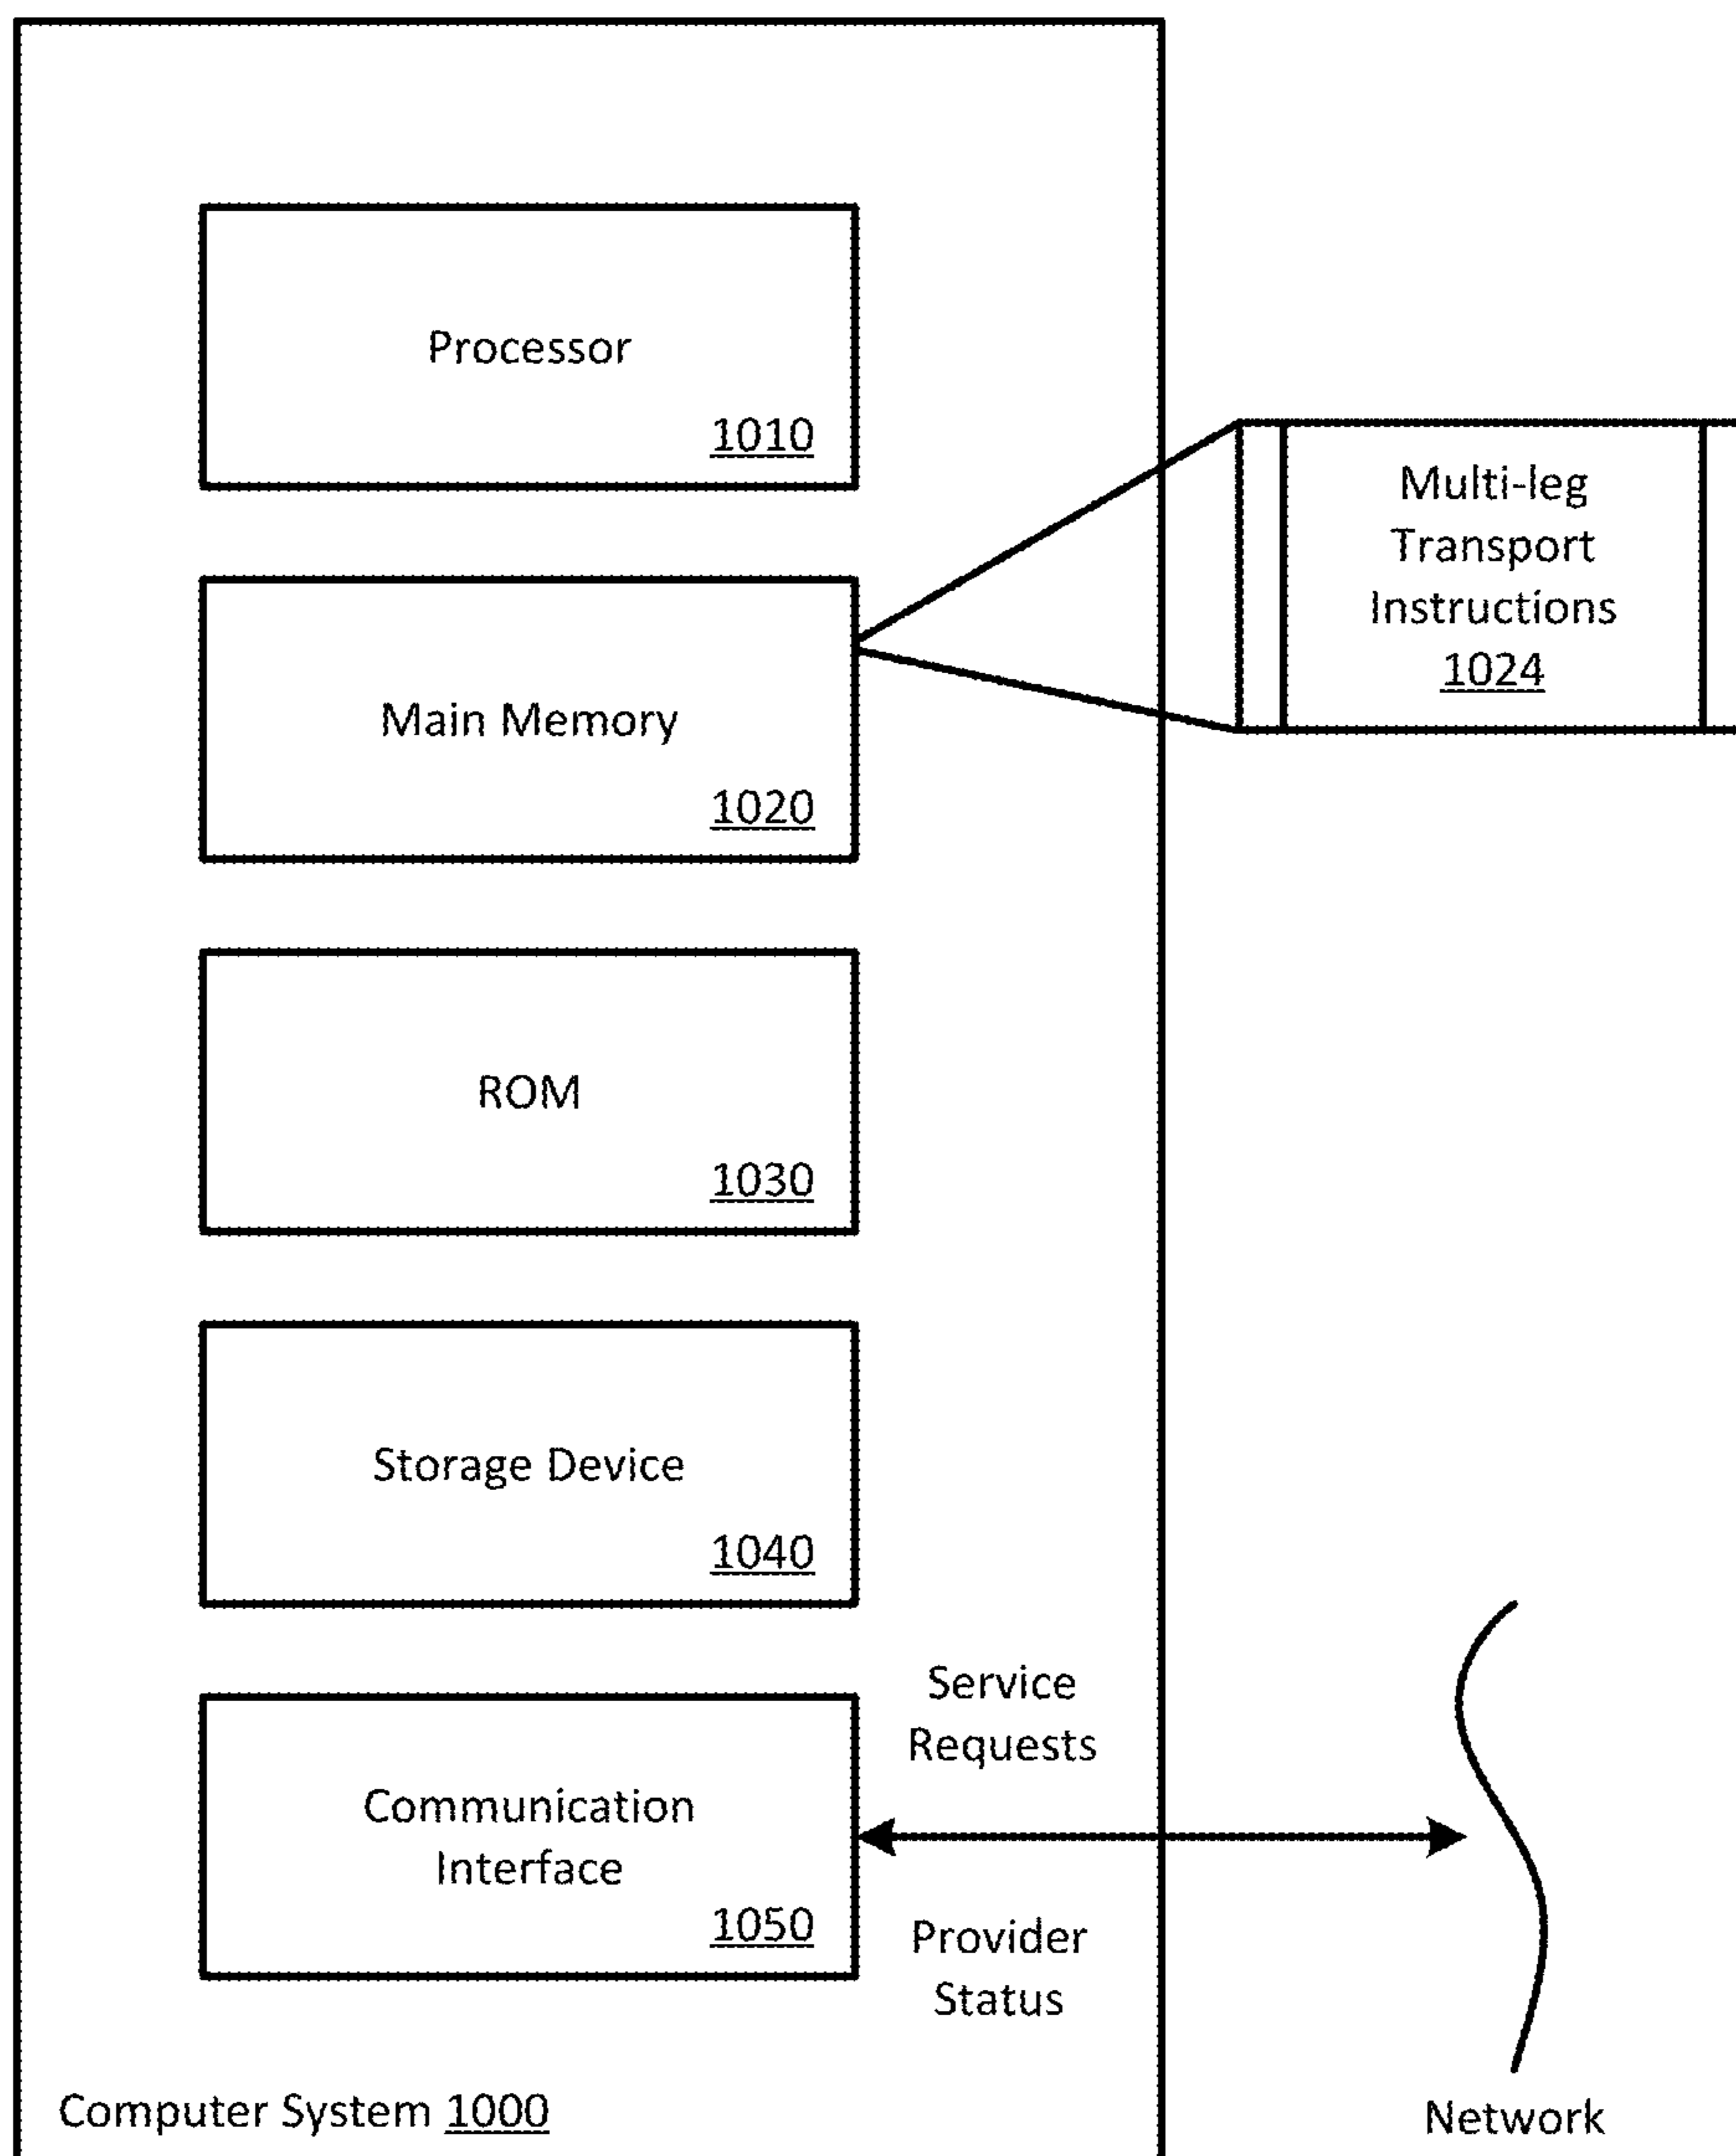 Processor
1010
Multi-leg
Transport
Instructions
1024
Main Memory
1020
ROM
1030
Storage Device
1040
Service
Requests
Communication
Interface
1050
Provider
Status
Computer System 1000
Network